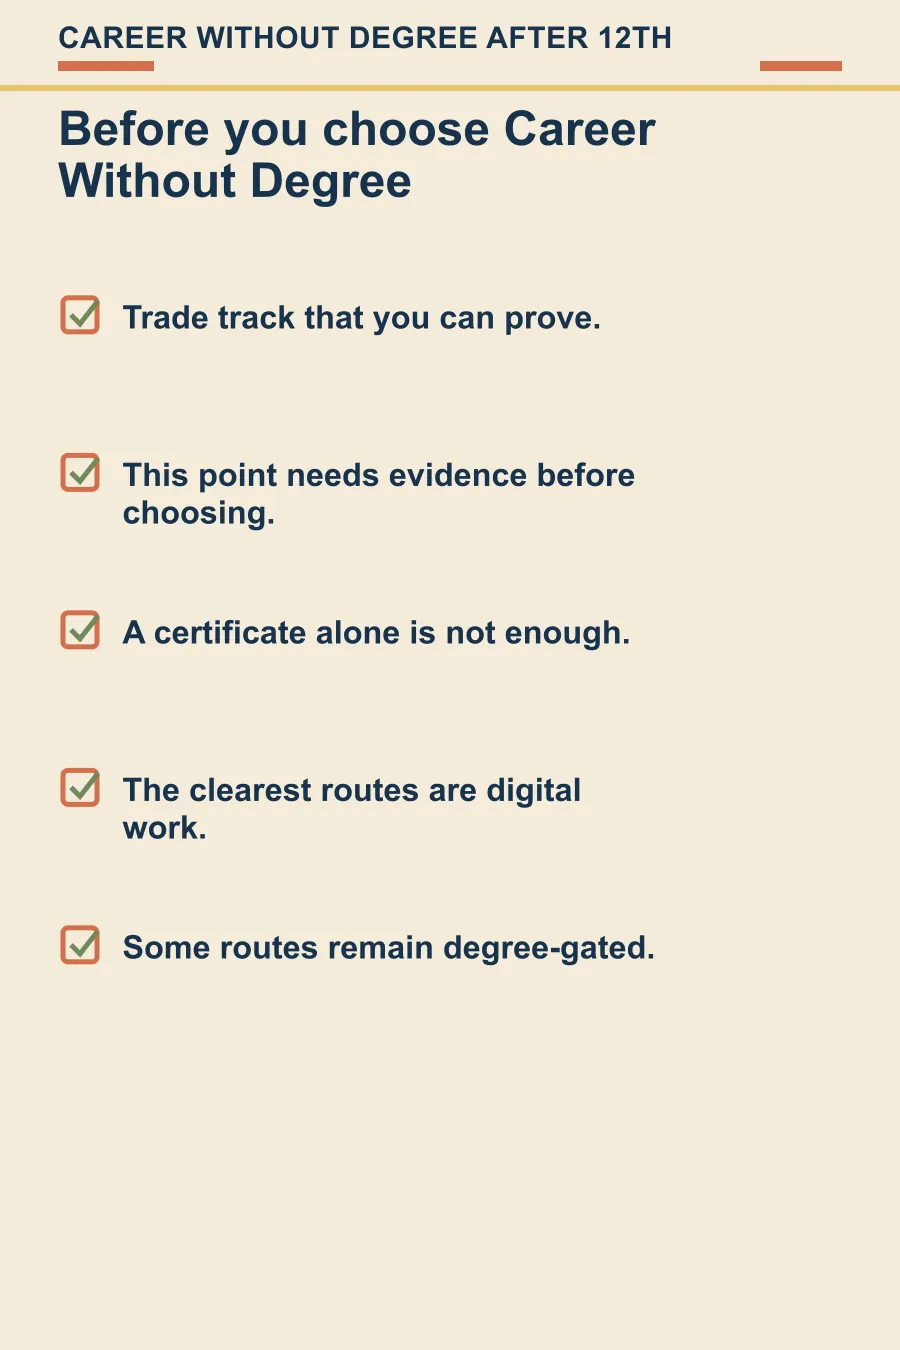 CAREER WITHOUT DEGREE AFTER 12TH
Before you choose Career
Without Degree
Trade track that you can prove.
This point needs evidence before
choosing.
A certificate alone is not enough.
The clearest routes are digital
work.
Some routes remain degree-gated.